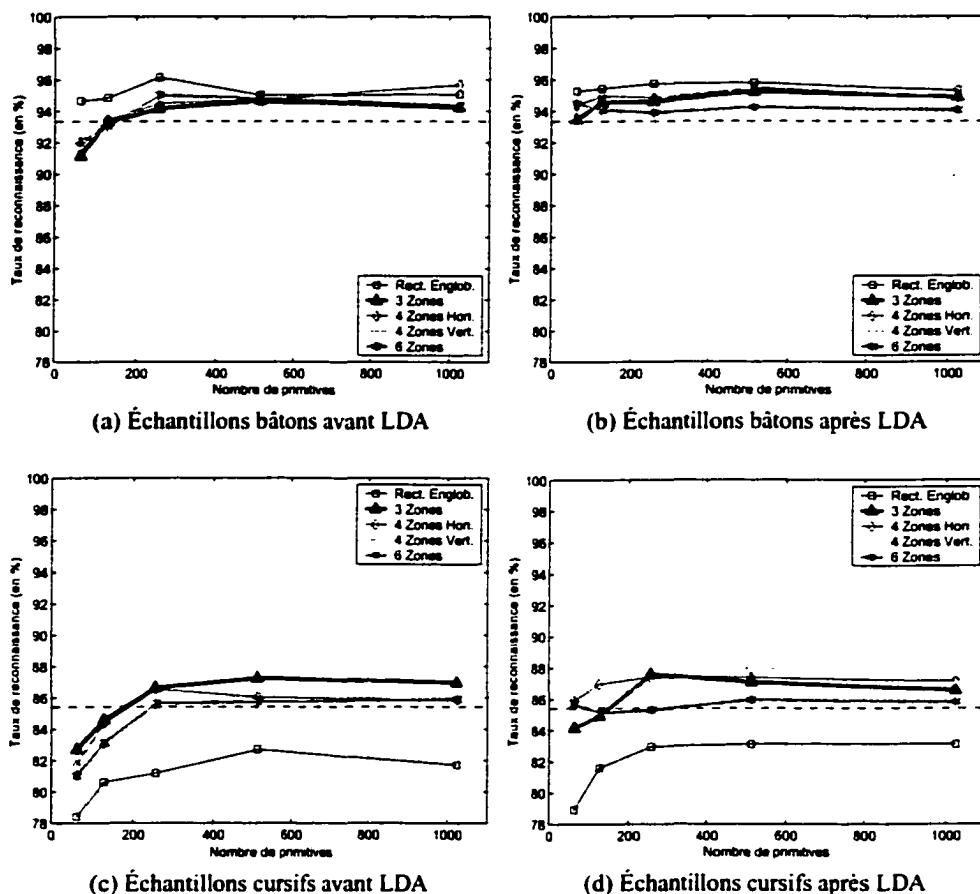 100
98
96
94
92
90
88
86
84
82
80
78
Taux de reconnaissance (en %)
0 200 400 600 800 1000
Nombre de primitives
Rect. Englob.
3 Zones
4 Zones Hori.
4 Zones Vert.
6 Zones
(a) Échantillons bâtons avant LDA
100
98
96
94
92
90
88
86
84
82
80
78
Taux de reconnaissance (en %)
0 200 400 600 800 1000
Nombre de primitives
Rect. Englob.
3 Zones
4 Zones Hori.
4 Zones Vert.
6 Zones
(b) Échantillons bâtons après LDA
100
98
96
94
92
90
88
86
84
82
80
78
Taux de reconnaissance (en %)
0 200 400 600 800 1000
Nombre de primitives
Rect. Englob.
3 Zones
4 Zones Hori.
4 Zones Vert.
6 Zones
(c) Échantillons cursifs avant LDA
100
98
96
94
92
90
88
86
84
82
80
78
Taux de reconnaissance (en %)
0 200 400 600 800 1000
Nombre de primitives
Rect. Englob.
3 Zones
4 Zones Hori
4 Zones Vert.
6 Zones
(d) Échantillons cursifs après LDA